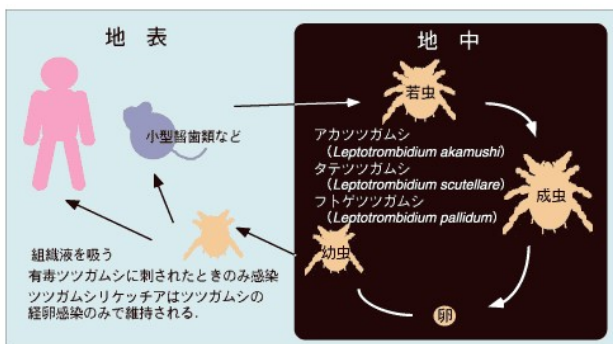 地表
地中
若虫
小型齧歯類など
アカツツガムシ
（Leptotrombidium akamushi）
タテツツガムシ
（Leptotrombidium scutellare）
フトゲツツガムシ
（Leptotrombidium pallidum）
成虫
幼虫
卵
組織液を吸う
有毒ツツガムシに刺されたときのみ感染
ツツガムシリケッチアはツツガムシの
経卵感染のみで維持される.